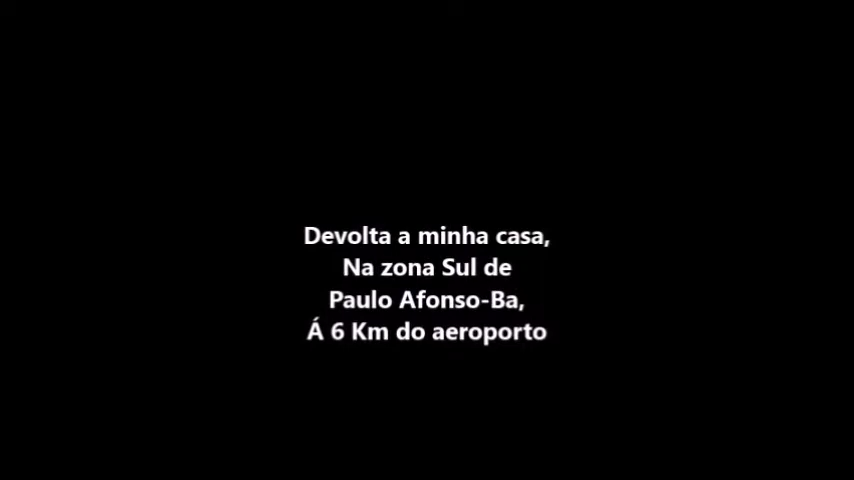 Devolta a minha casa,
Na zona Sul de
Paulo Afonso-Ba,
Á 6 Km do aeroporto